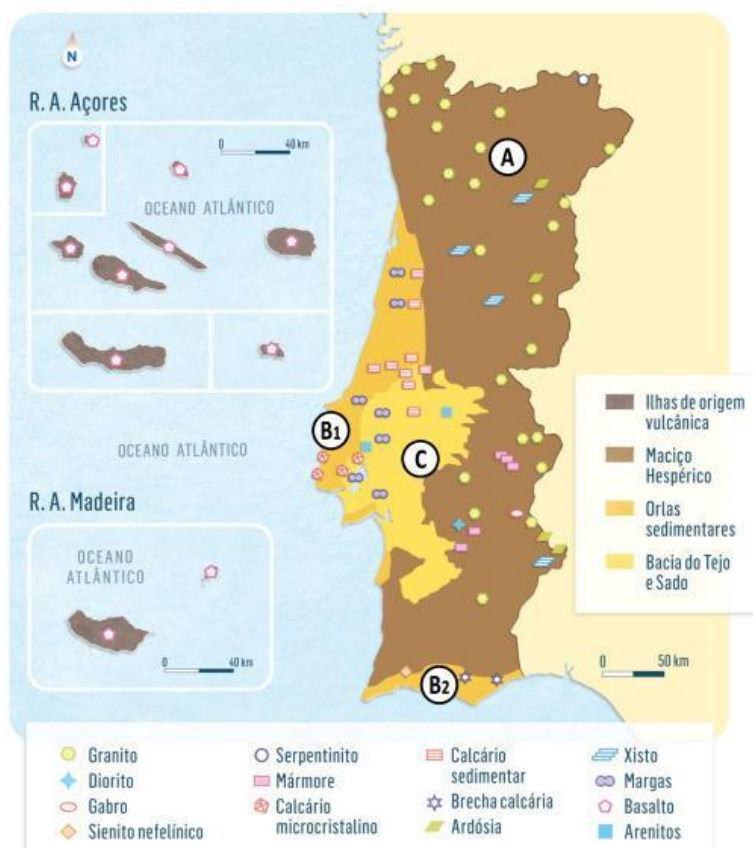 N
R. A. Açores
0 40 km
OCEANO ATLÂNTICO
A
B1
C
OCEANO ATLÂNTICO
R. A. Madeira
OCEANO
ATLÂNTICO
0 40 km
B2
Ilhas de origem
vulcânica
Maciço
Hespérico
Orlas
sedimentares
Bacia do Tejo
e Sado
0 50 km
Granito
Diorito
Gabro
Sienito nefelínico
Serpentinito
Mármore
Calcário
microcristalino
Calcário
sedimentar
Brecha calcária
Ardósia
Xisto
Margas
Basalto
Arenitos